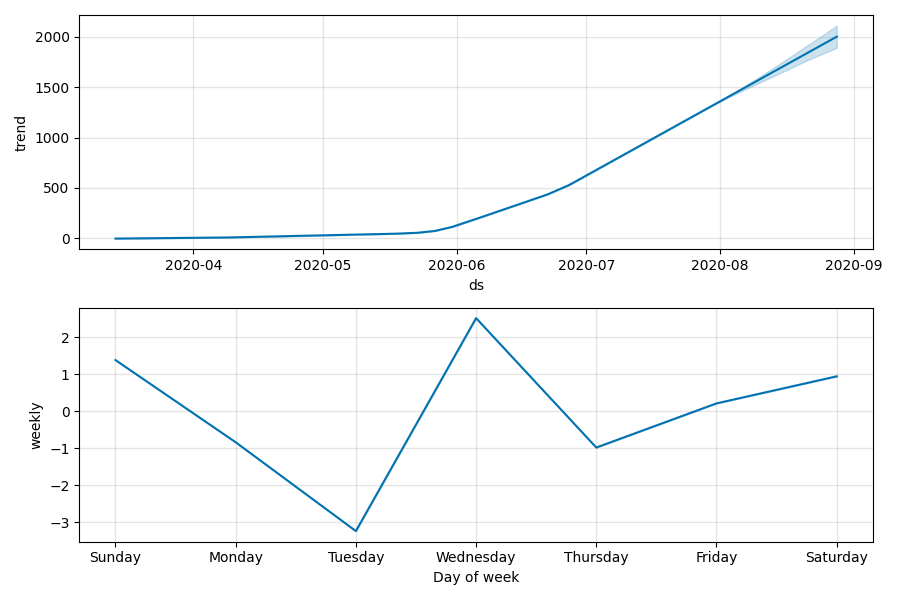 2000
1500
1000
500
0
trend
2020-04 2020-05 2020-06 2020-07 2020-08 2020-09
ds
2
1
0
−1
−2
−3
weekly
Sunday Monday Tuesday Wednesday Thursday Friday Saturday
Day of week